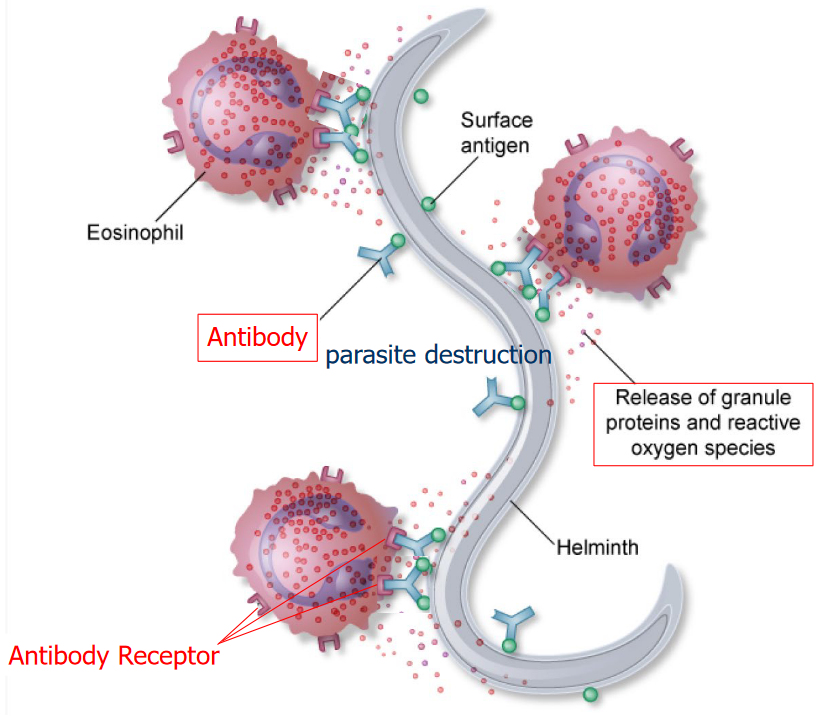 Surface
antigen
Eosinophil
Antibody
parasite destruction
Release of granule
proteins and reactive
oxygen species
Helminth
Antibody Receptor